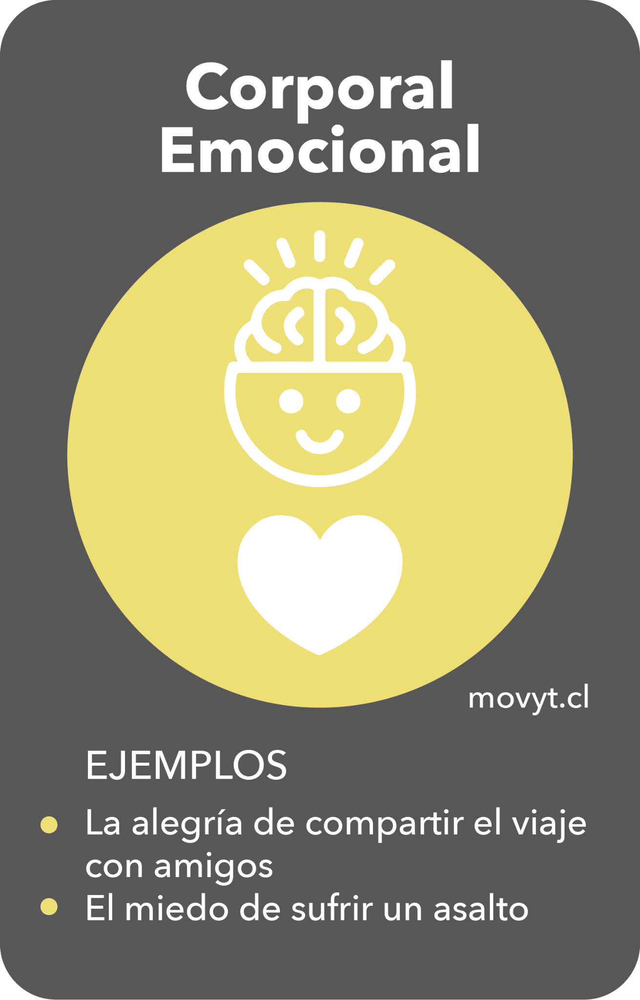 Corporal
Emocional
movyt.cl
EJEMPLOS
La alegría de compartir el viaje
con amigos
El miedo de sufrir un asalto